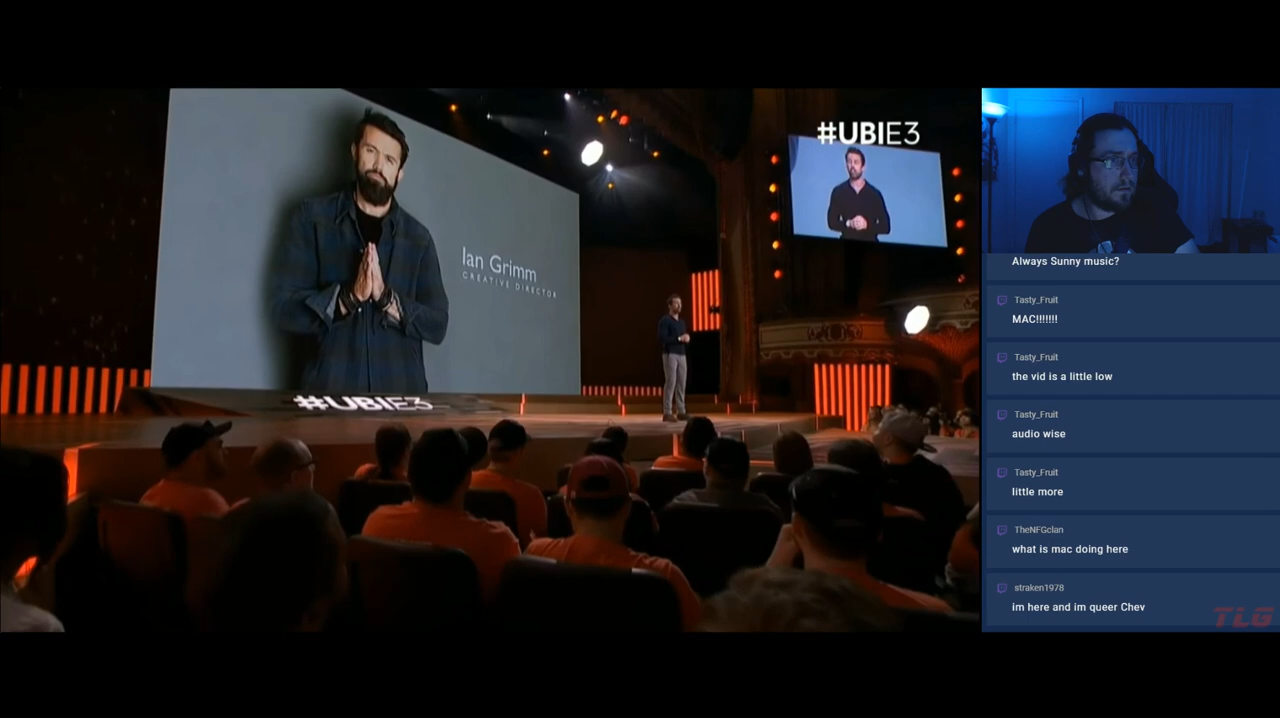 #UBIE3
Ian Grimm
CREATIVE DIRECTOR
#UBIE3
Always Sunny music?
Tasty_Fruit
MAC!!!!!!!
Tasty_Fruit
the vid is a little low
Tasty_Fruit
audio wise
Tasty_Fruit
little more
TheNFGclan
what is mac doing here
straken1978
im here and im queer Chev
TLG